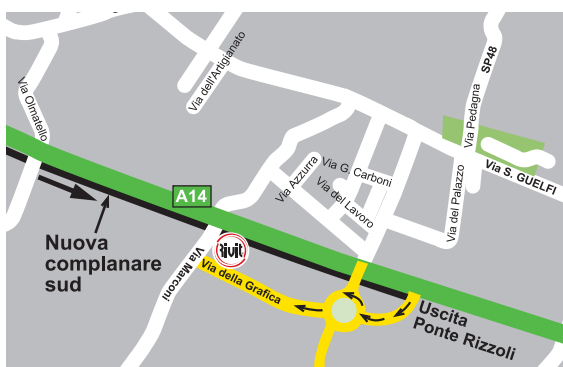 Via dell'Artigianato
SP48
Via Olmatello
Via Pedagna
Via G. Carboni
Via Azzurra
Via S. GUELFI
A14
Via del Lavoro
Via del Palazzo
Nuova
complanare
sud
Via Marconi
Rivit
Via della Grafica
Uscita
Ponte Rizzoli